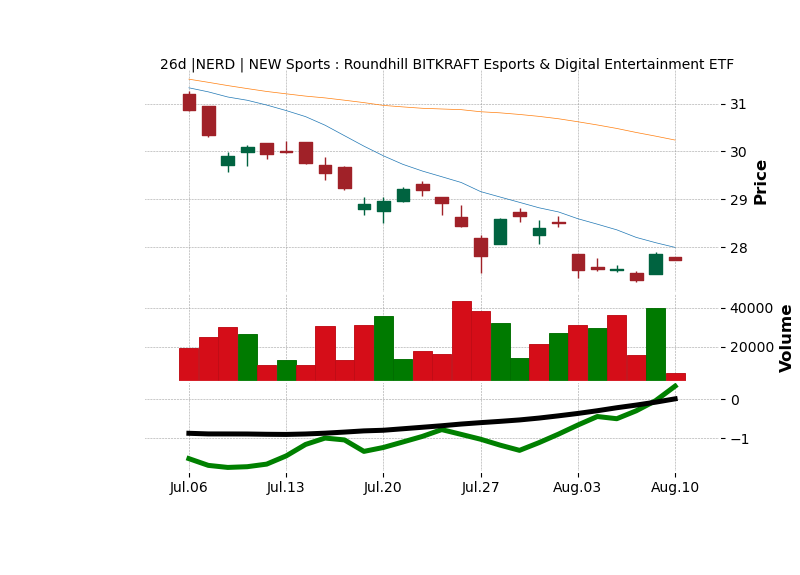 26d |NERD | NEW Sports : Roundhill BITKRAFT Esports & Digital Entertainment ETF
31
30
29
28
Price
40000
20000
Volume
0
−1
Jul.06 Jul.13 Jul.20 Jul.27 Aug.03 Aug.10